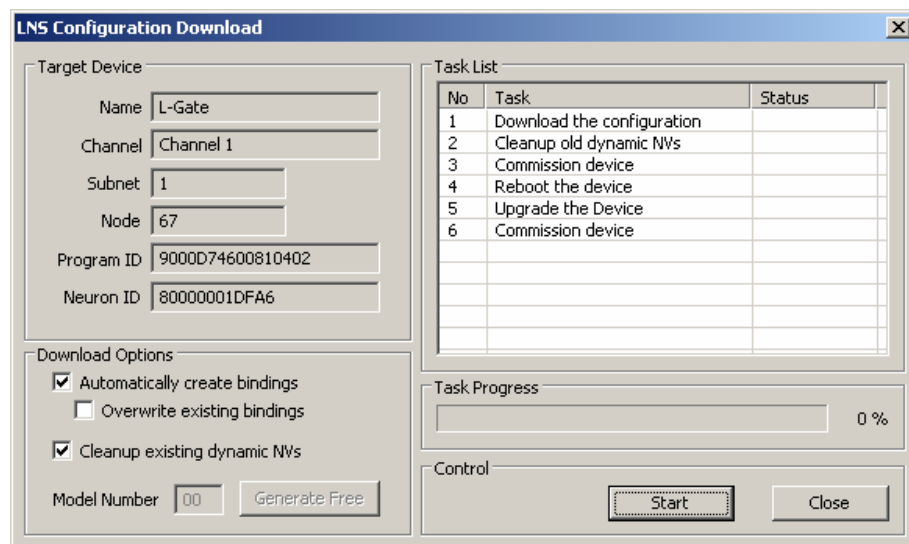 LNS Configuration Download
Target Device
Name L-Gate
Channel Channel 1
Subnet 1
Node 67
Program ID 9000D74600810402
Neuron ID 80000001DFA6
Download Options
Automatically create bindings
Overwrite existing bindings
Cleanup existing dynamic NVs
Model Number 00 Generate Free
Task List
No Task Status
1 Download the configuration
2 Cleanup old dynamic NVs
3 Commission device
4 Reboot the device
5 Upgrade the Device
6 Commission device
Task Progress
0 %
Control
Start Close